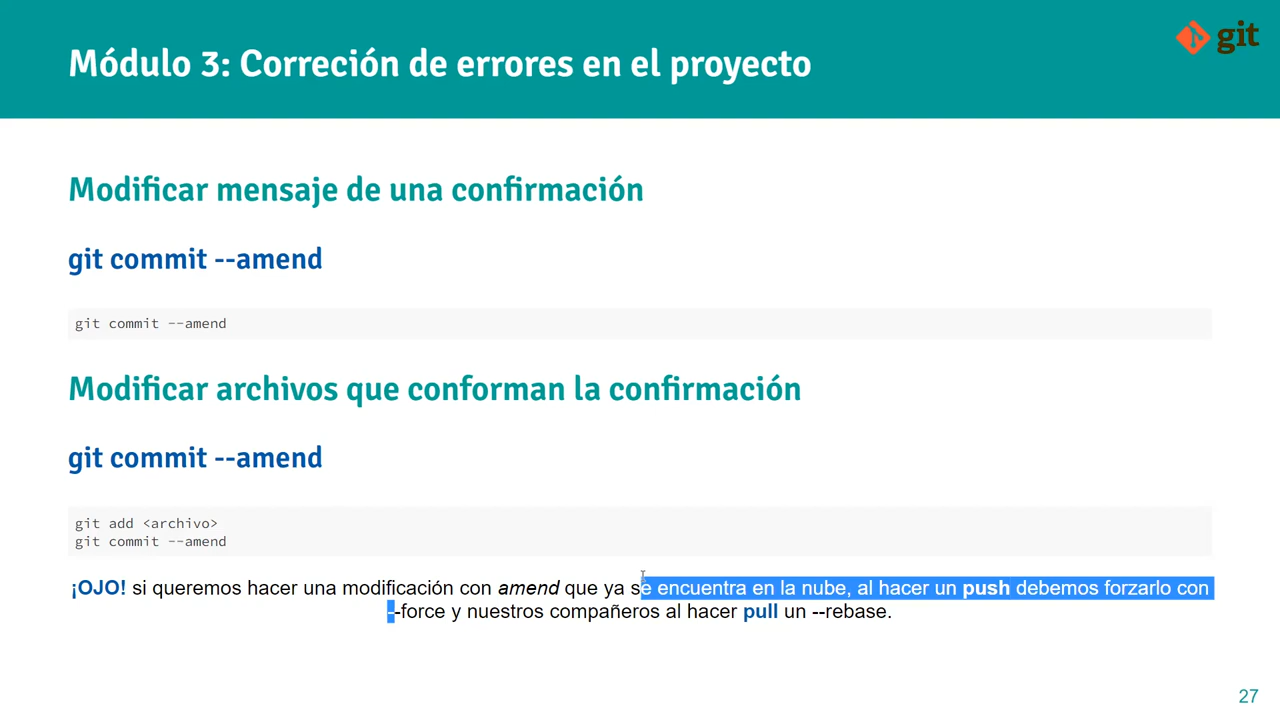 git
Módulo 3: Correción de errores en el proyecto
Modificar mensaje de una confirmación
git commit --amend
git commit --amend
Modificar archivos que conforman la confirmación
git commit --amend
git add <archivo>
git commit --amend
¡OJO! si queremos hacer una modificación con amend que ya se encuentra en la nube, al hacer un push debemos forzarlo con
--force y nuestros compañeros al hacer pull un --rebase.
27